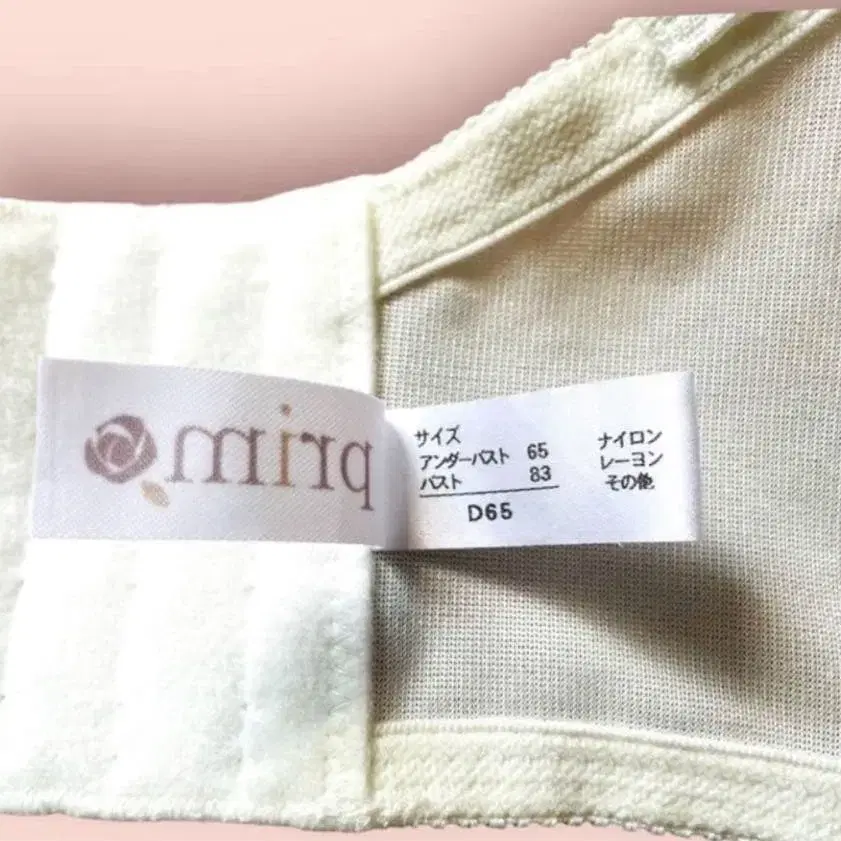 prim
サイズ
アンダーバスト 65
バスト 83
D65
ナイロン
レーヨン
その他